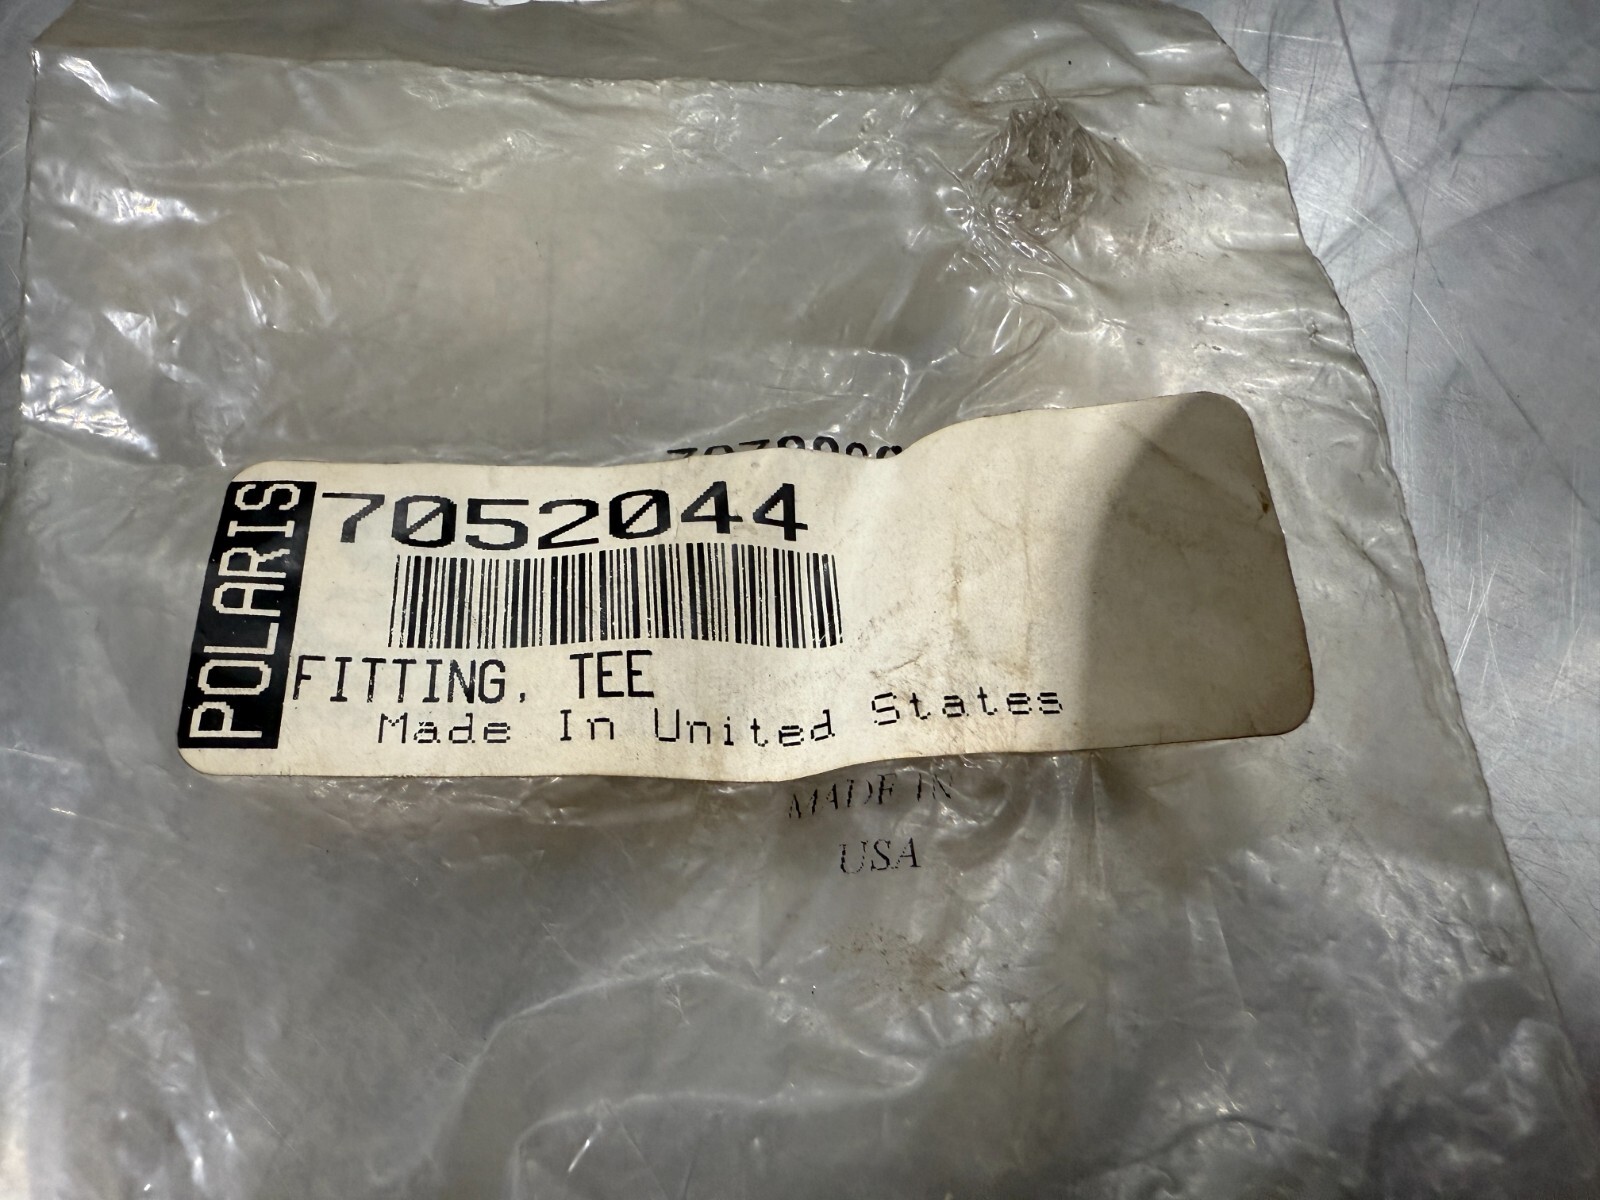 POLARIS
7052044
FITTING, TEE
Made In United States
MADE IN
USA